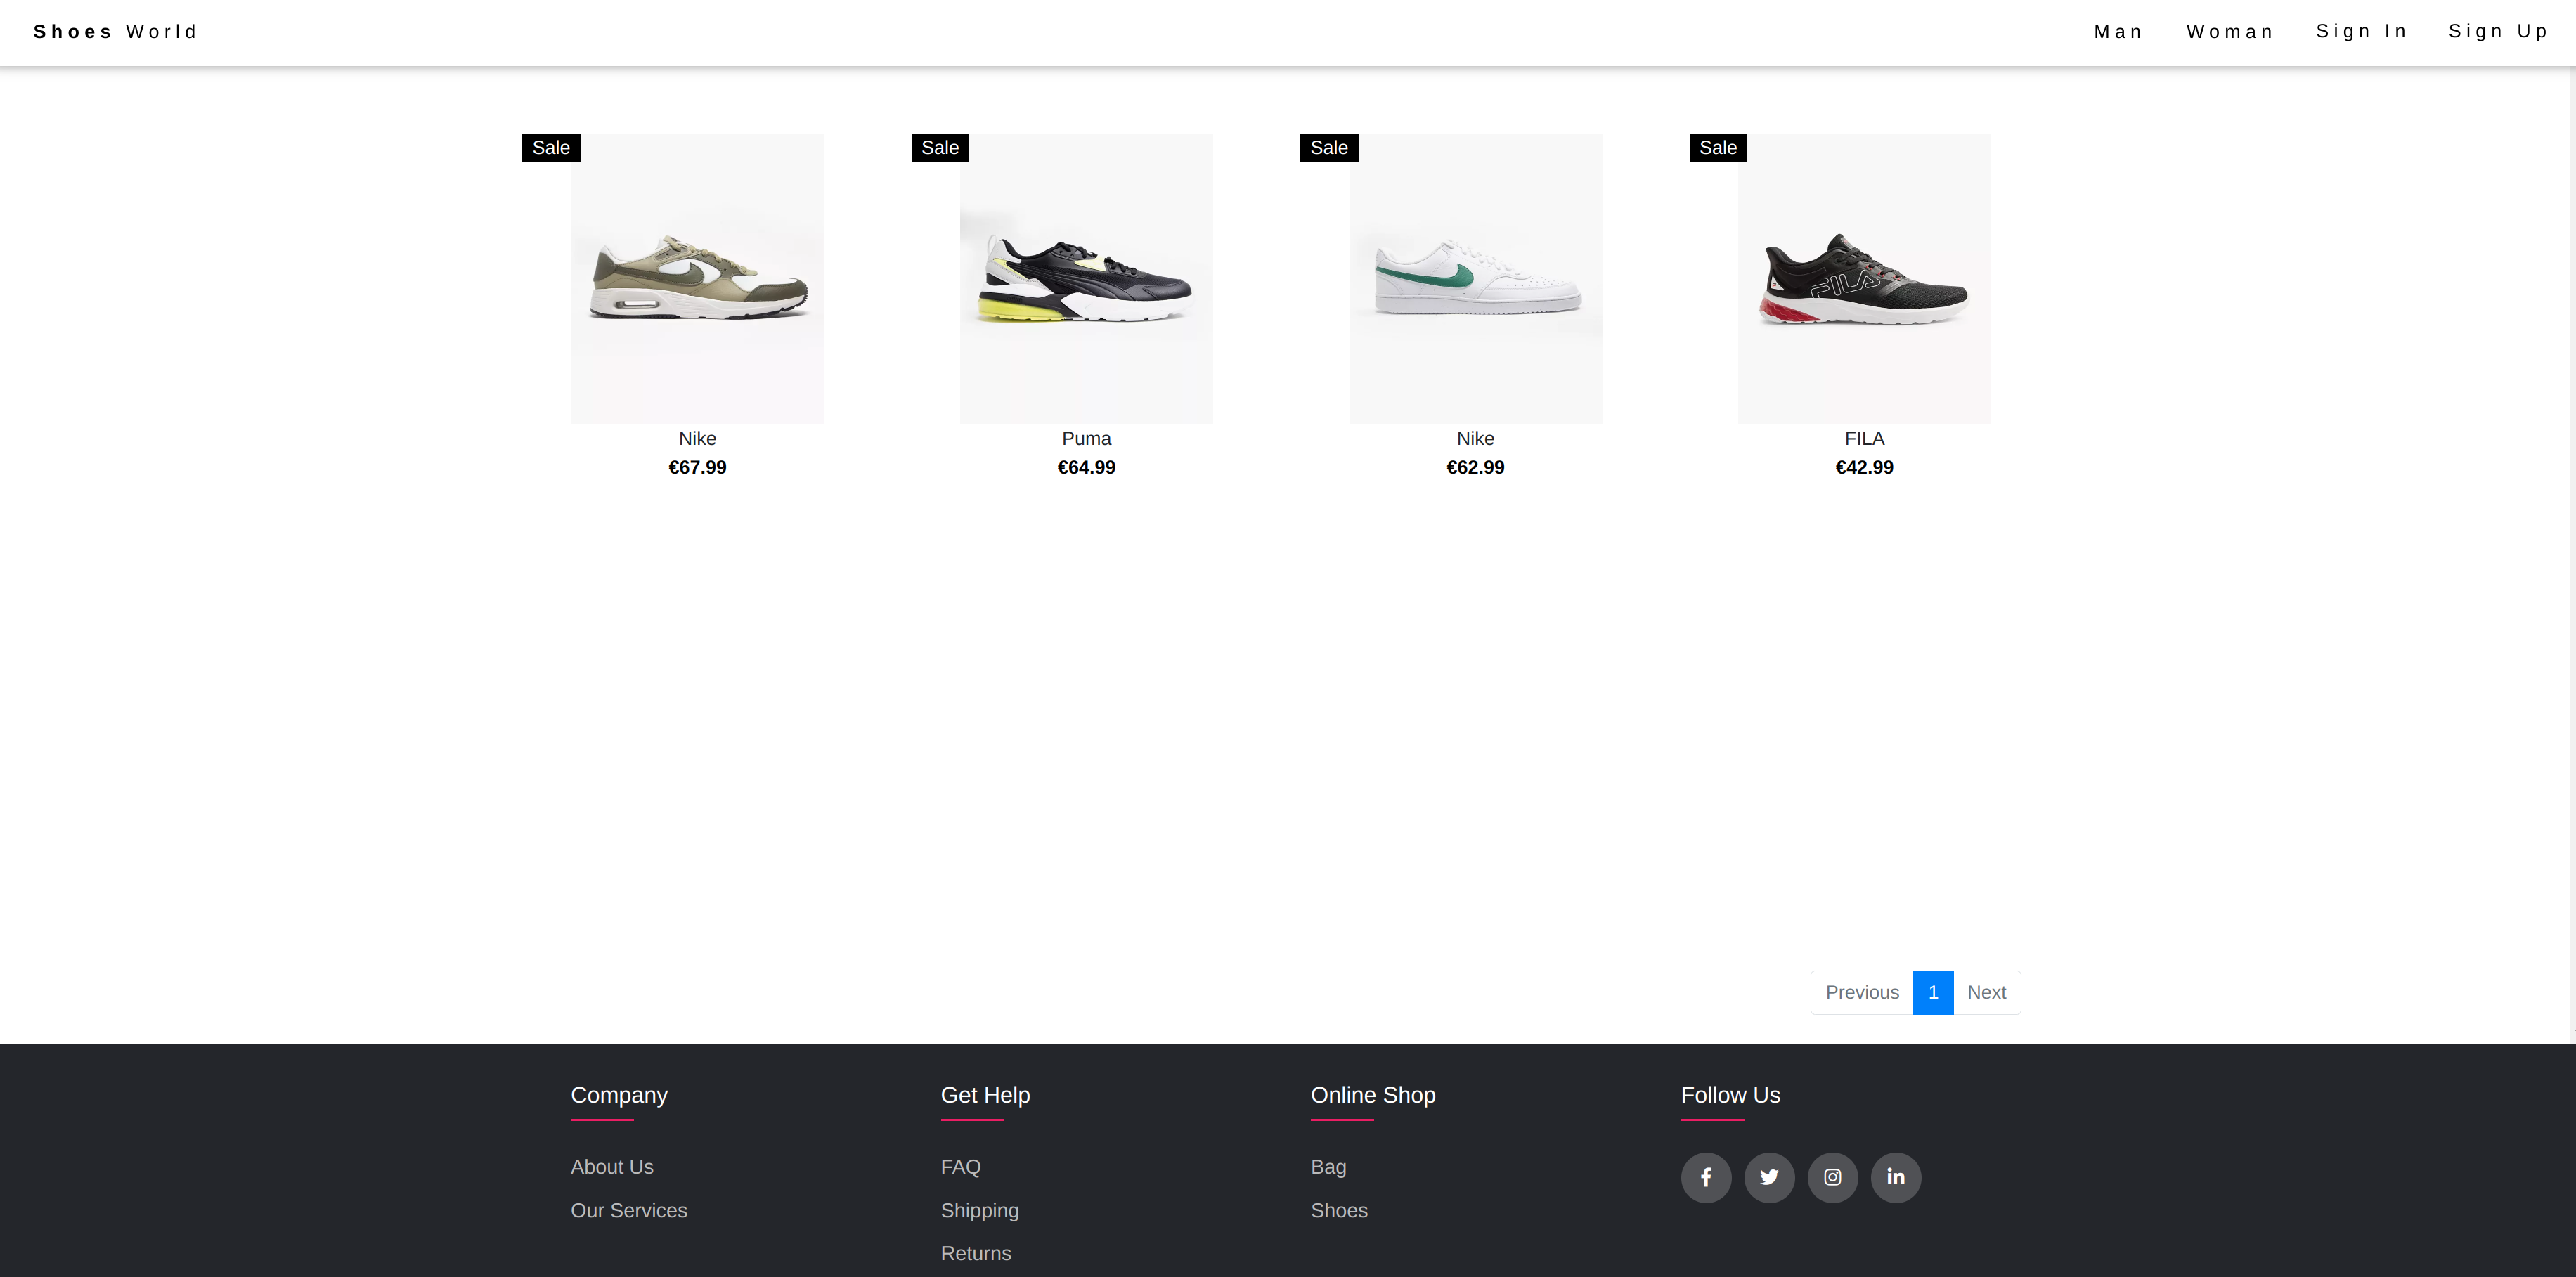 Shoes World
Man Woman Sign In Sign Up
Sale Sale Sale Sale
FILA
Nike Puma Nike FILA
€67.99 €64.99 €62.99 €42.99
Previous 1 Next
Company Get Help Online Shop Follow Us
About Us FAQ Bag
Our Services Shipping Shoes
Returns